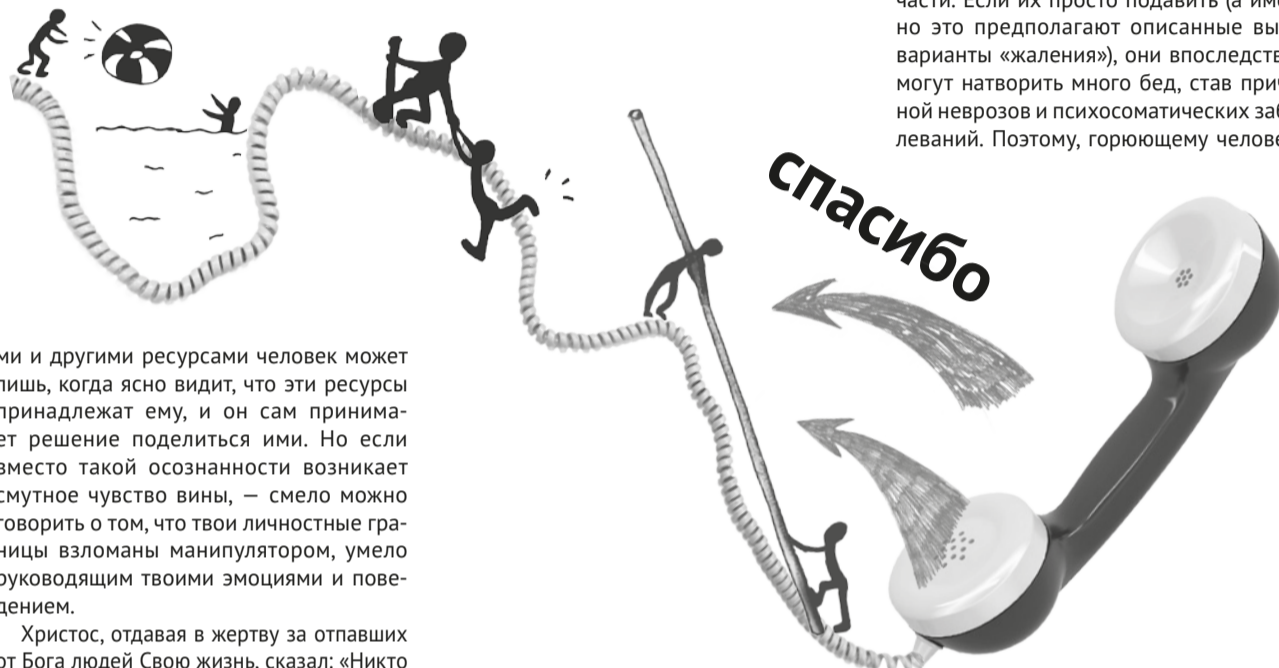 части. Если их просто подавить (а име
но это предполагают описанные вы
варианты «жаления»), они впоследств
могут натворить много бед, став прич
ной неврозов и психосоматических заб
леваний. Поэтому, горюющему челове
спасибо
ми и другими ресурсами человек может
лишь, когда ясно видит, что эти ресурсы
принадлежат ему, и он сам принима-
ет решение поделиться ими. Но если
вместо такой осознанности возникает
смутное чувство вины, — смело можно
говорить о том, что твои личностные гра-
ницы взломаны манипулятором, умело
руководящим твоими эмоциями и пове-
дением.
Христос, отдавая в жертву за отпавших
от Бога людей Свою жизнь, сказал: «Никто